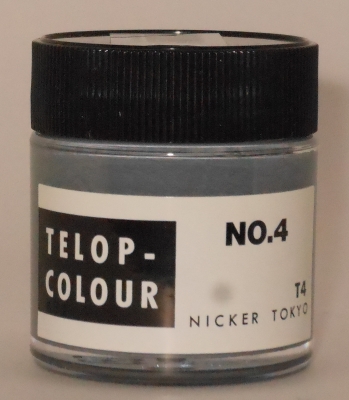 TELOP-
COLOUR
NO.4
T4
NICKER TOKYO